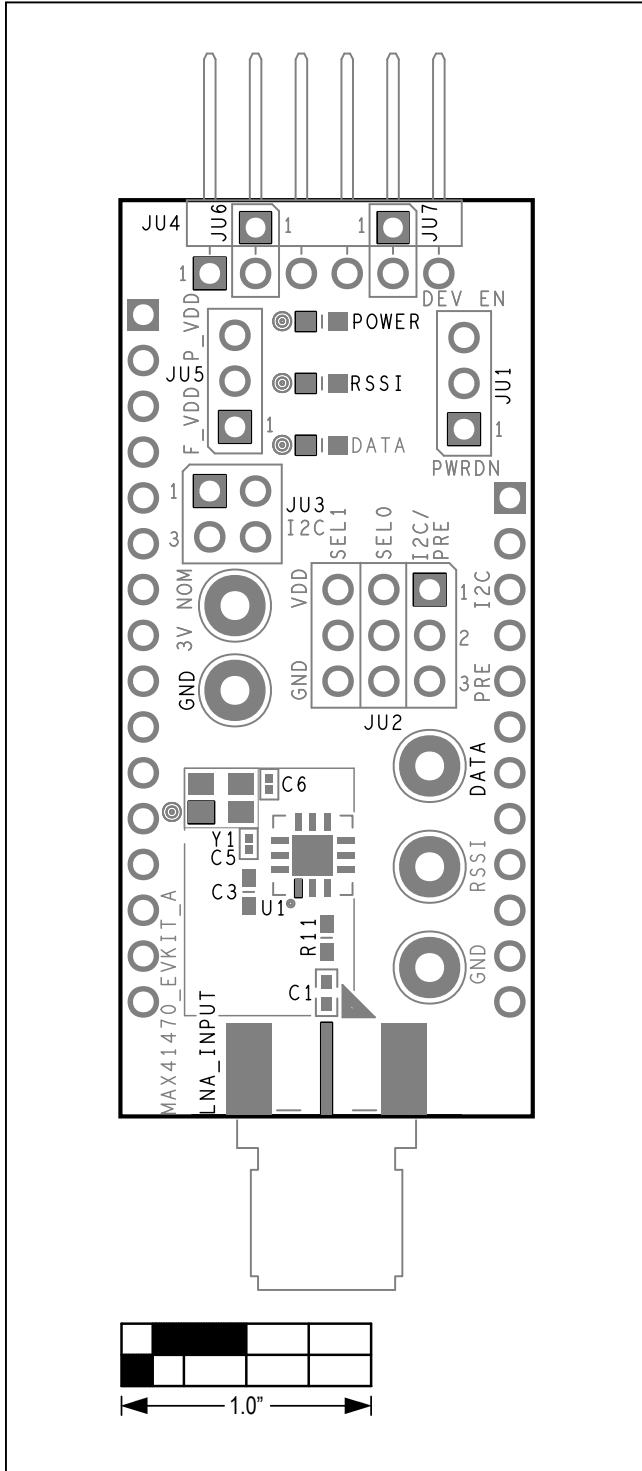 JU4
JU6
1
1
JU7
1
DEV EN
F_VDD P_VDD
JU5
1
POWER
RSSI
DATA
JU1
1
PWRDN
1
3
JU3
I2C
SEL1
SEL0
I2C/
PRE
VDD
GND
1
2
3
I2C
PRE
JU2
3V NOM
GND
DATA
RSSI
GND
C6
Y1
C5
C3
U1
R11
C1
MAX41470_EVKIT_A
LNA_INPUT
1.0”